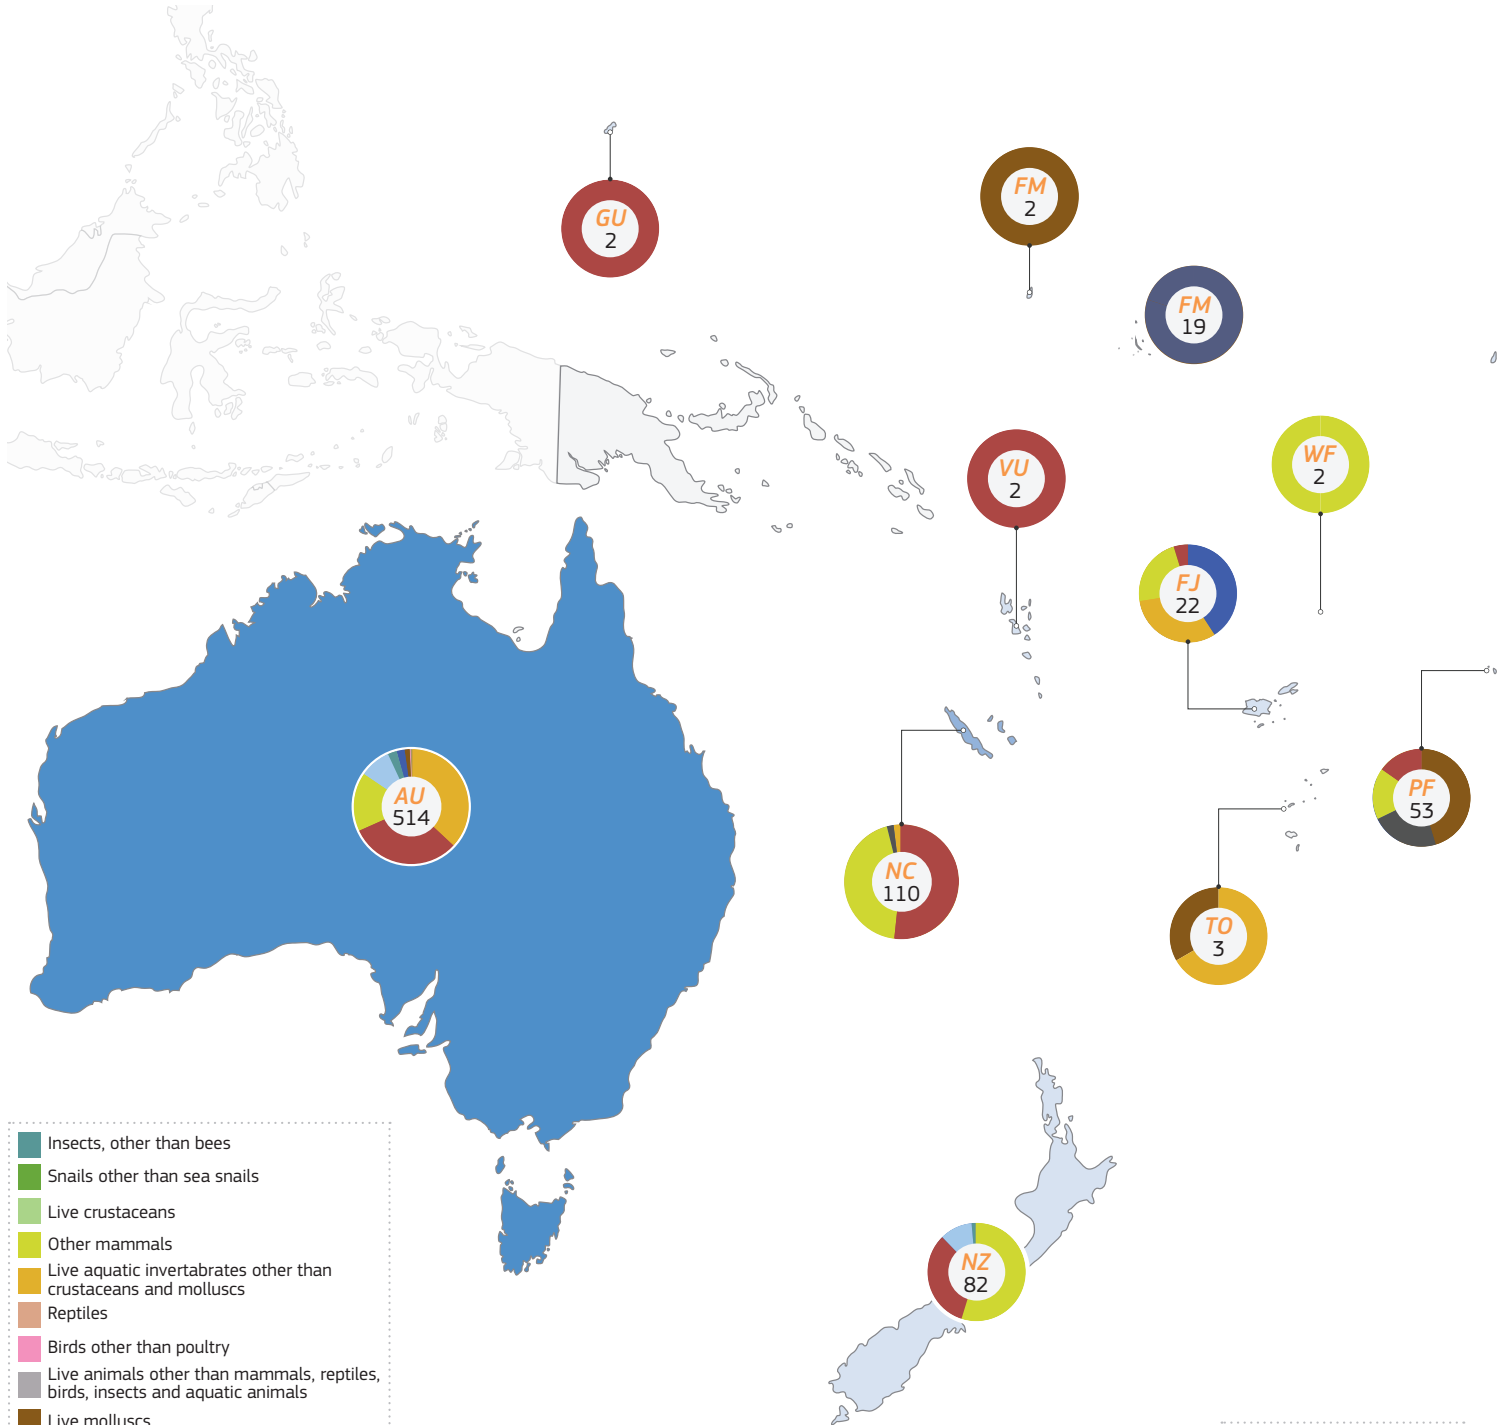 GU
2
FM
2
FM
19
VU
2
WF
2
FJ
22
PF
53
AU
514
NC
110
TO
3
NZ
82
Insects, other than bees
Snails other than sea snails
Live crustaceans
Other mammals
Live aquatic invertabrates other than
crustaceans and molluscs
Reptiles
Birds other than poultry
Live animals other than mammals, reptiles,
birds, insects and aquatic animals
Live molluscs